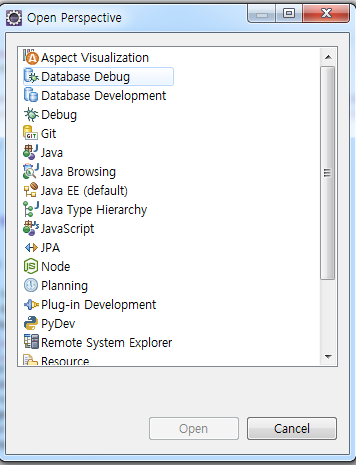 Open Perspective
Aspect Visualization
Database Debug
Database Development
Debug
Git
Java
Java Browsing
Java EE (default)
Java Type Hierarchy
JavaScript
JPA
Node
Planning
Plug-in Development
PyDev
Remote System Explorer
Resource
Open
Cancel